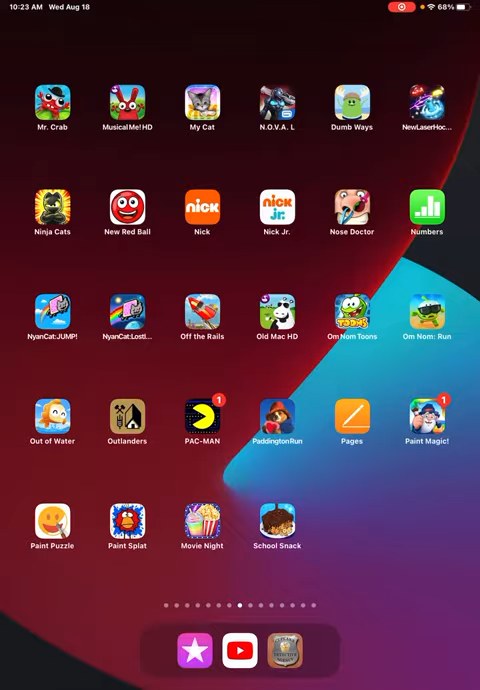 10:23 AM Wed Aug 18
68%
Mr. Crab
MusicalMe! HD
My Cat
N.O.V.A. L
Dumb Ways
NewLaserHoc...
Ninja Cats
New Red Ball
nick
Nick
nick jr.
Nick Jr.
Nose Doctor
Numbers
NyanCat:JUMP!
NyanCat:Lostl...
Off the Rails
Old Mac HD
TOONS
Om Nom Toons
Om Nom: Run
Out of Water
Outlanders
1
PAC-MAN
PaddingtonRun
Pages
1
Paint Magic!
Paint Puzzle
Paint Splat
Movie Night
School Snack